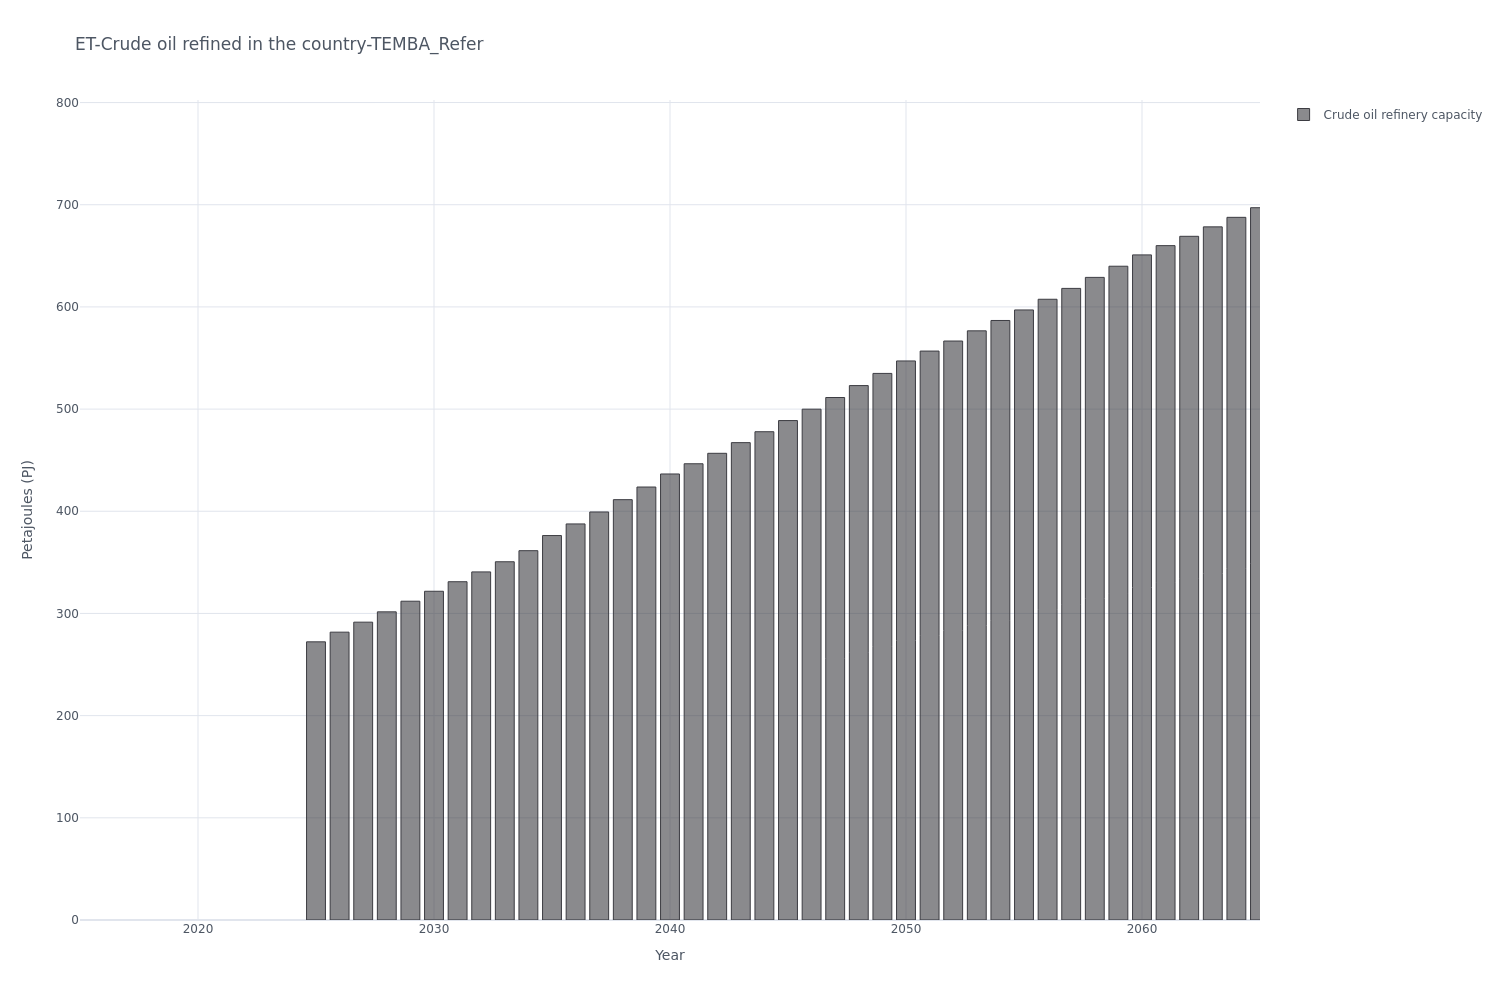 ET-Crude oil refined in the country-TEMBA_Refer
Crude oil refinery capacity
Petajoules (PJ)
800
700
600
500
400
300
200
100
0
2020 2030 2040 2050 2060
Year